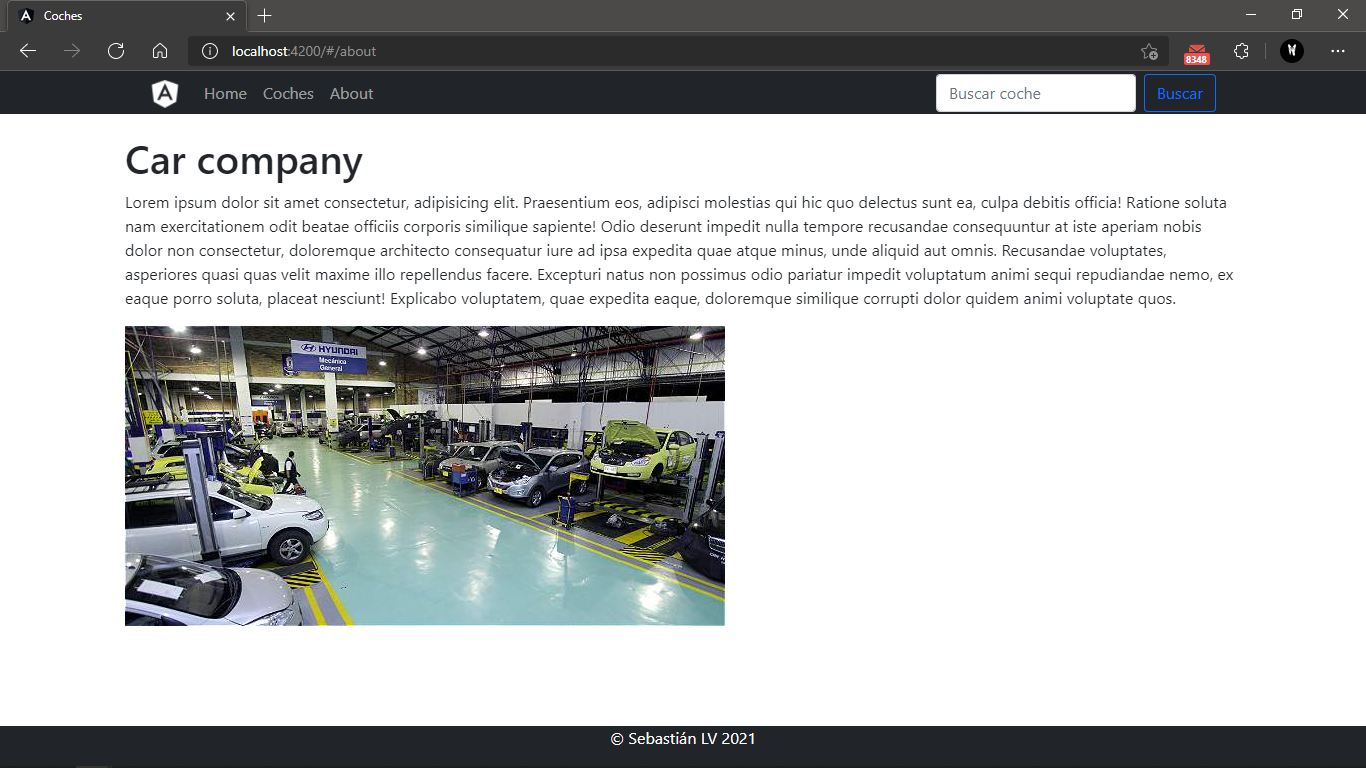 Coches
localhost:4200/#/about
8348
Home Coches About
Buscar coche
Buscar
Car company
Lorem ipsum dolor sit amet consectetur, adipisicing elit. Praesentium eos, adipisci molestias qui hic quo delectus sunt ea, culpa debitis officia! Ratione soluta
nam exercitationem odit beatae officiis corporis similique sapiente! Odio deserunt impedit nulla tempore recusandae consequuntur at iste aperiam nobis
dolor non consectetur, doloremque architecto consequatur iure ad ipsa expedita quae atque minus, unde aliquid aut omnis. Recusandae voluptates,
asperiores quasi quas velit maxime illo repellendus facere. Excepturi natus non possimus odio pariatur impedit voluptatum animi sequi repudiandae nemo, ex
eaque porro soluta, placeat nesciunt! Explicabo voluptatem, quae expedita eaque, doloremque similique corrupti dolor quidem animi voluptate quos.
HYUNDAI
Mecánica
General
© Sebastián LV 2021